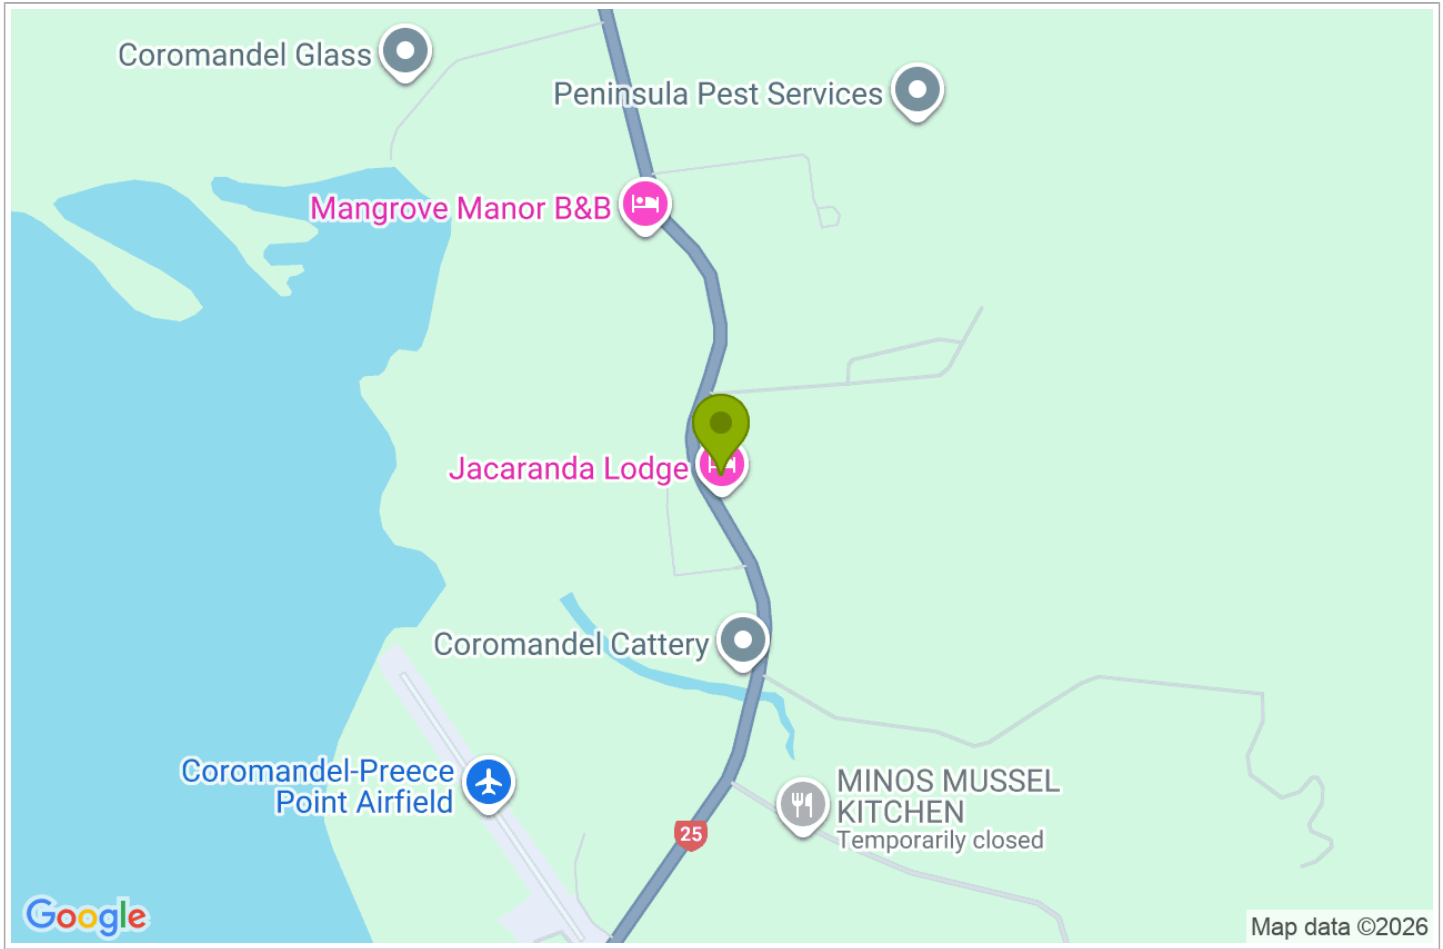 Coromandel Glass
Peninsula Pest Services
Mangrove Manor B&B
Jacaranda Lodge
Coromandel Cattery
Coromandel-Preece
Point Airfield
MINOS MUSSEL
KITCHEN
Temporarily closed
25
Google
Map data ©2026